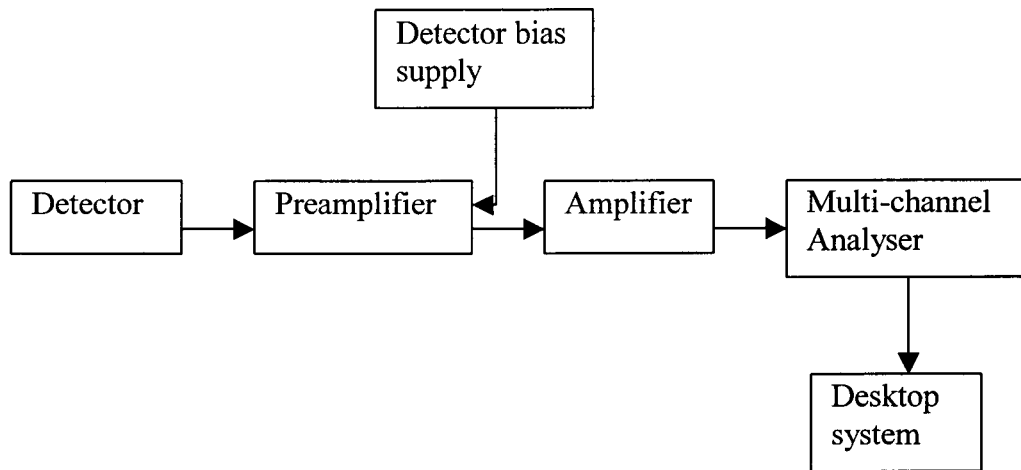 Detector bias
supply
Detector
Preamplifier
Amplifier
Multi-channel
Analyser
Desktop
system